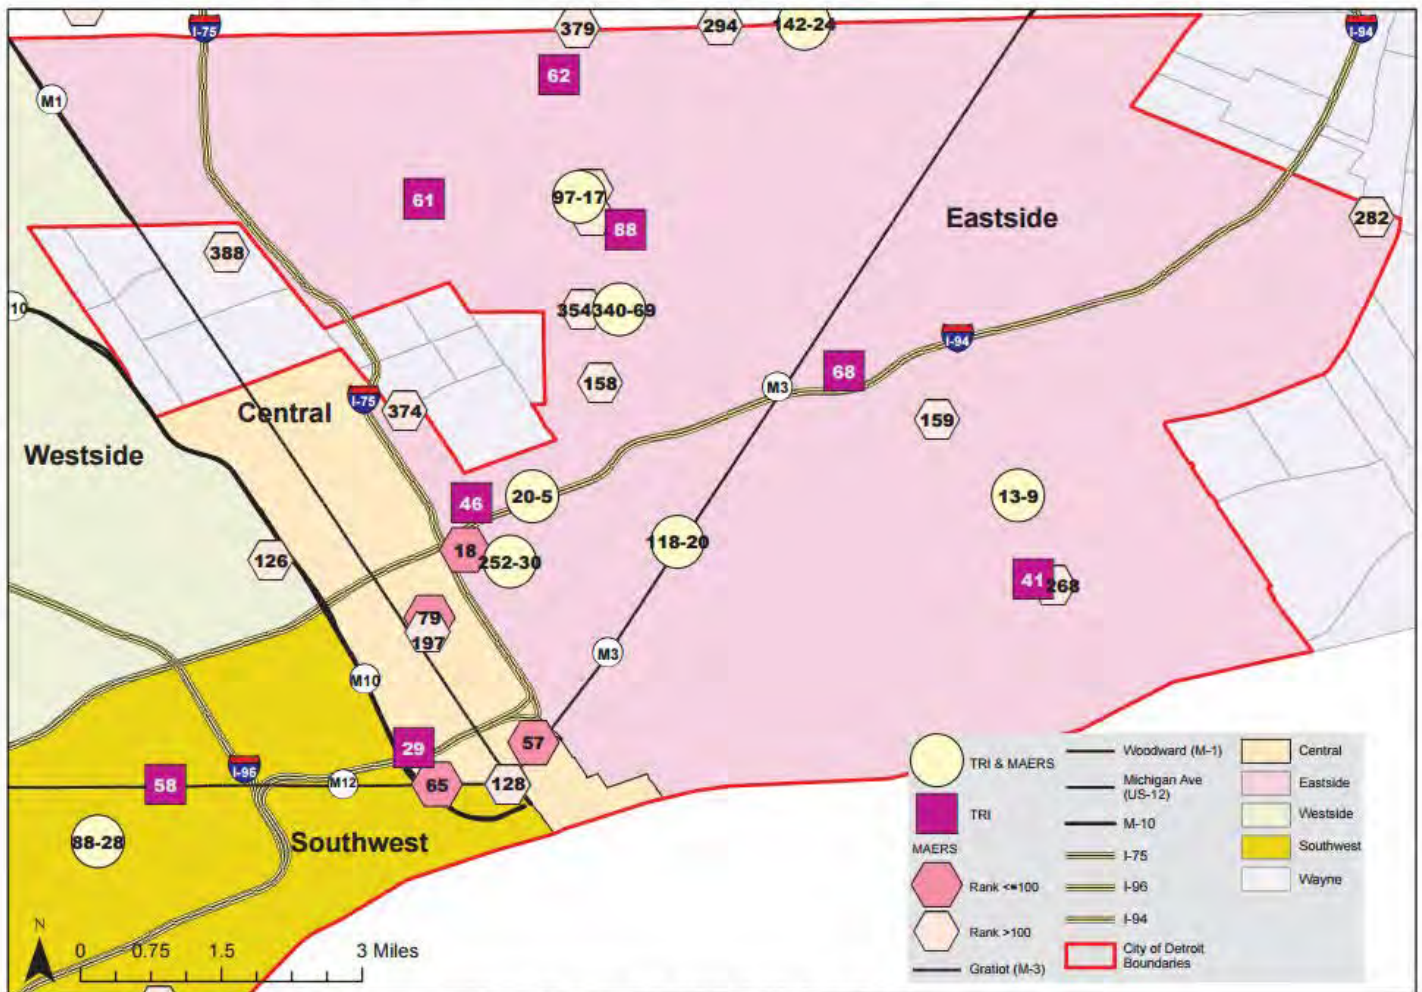 I-75
379
294
142-24
I-94
62
M1
61
97-17
88
Eastside
282
388
10
354
340-69
I-94
68
158
M3
Central
I-75
374
159
Westside
46
20-5
13-9
18
252-30
118-20
126
41
268
79
197
M3
M10
29
57
58
I-96
M12
65
128
88-28
Southwest
N
0 0.75 1.5 3 Miles
TRI & MAERS
TRI
MAERS
Rank <=100
Rank >100
Gratiot (M-3)
Woodward (M-1)
Michigan Ave
(US-12)
M-10
I-75
I-96
I-94
City of Detroit
Boundaries
Central
Eastside
Westside
Southwest
Wayne